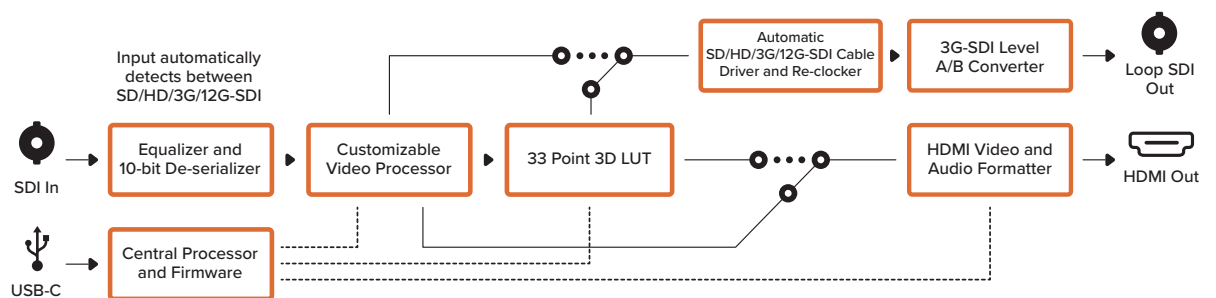 Input automatically
detects between
SD/HD/3G/12G-SDI
SDI In
Equalizer and
10-bit De-serializer
Customizable
Video Processor
33 Point 3D LUT
Automatic
SD/HD/3G/12G-SDI Cable
Driver and Re-clocker
3G-SDI Level
A/B Converter
Loop SDI
Out
HDMI Video and
Audio Formatter
HDMI Out
USB-C
Central Processor
and Firmware